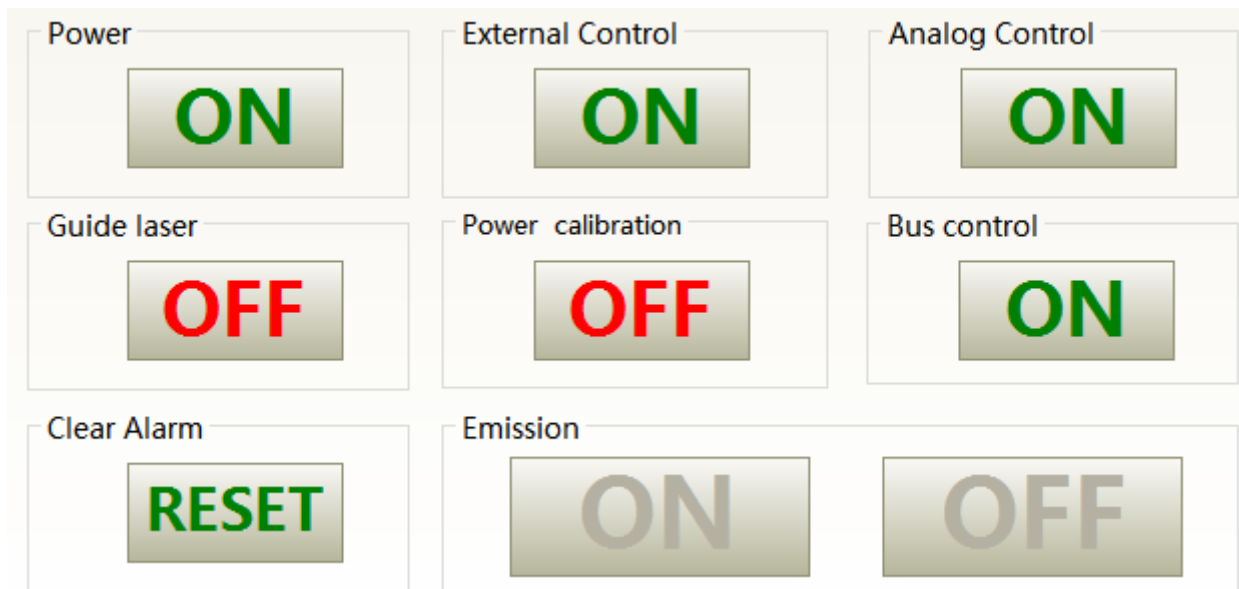 Power
ON
External Control
ON
Analog Control
ON
Guide laser
OFF
Power calibration
OFF
Bus control
ON
Clear Alarm
RESET
Emission
ON
OFF